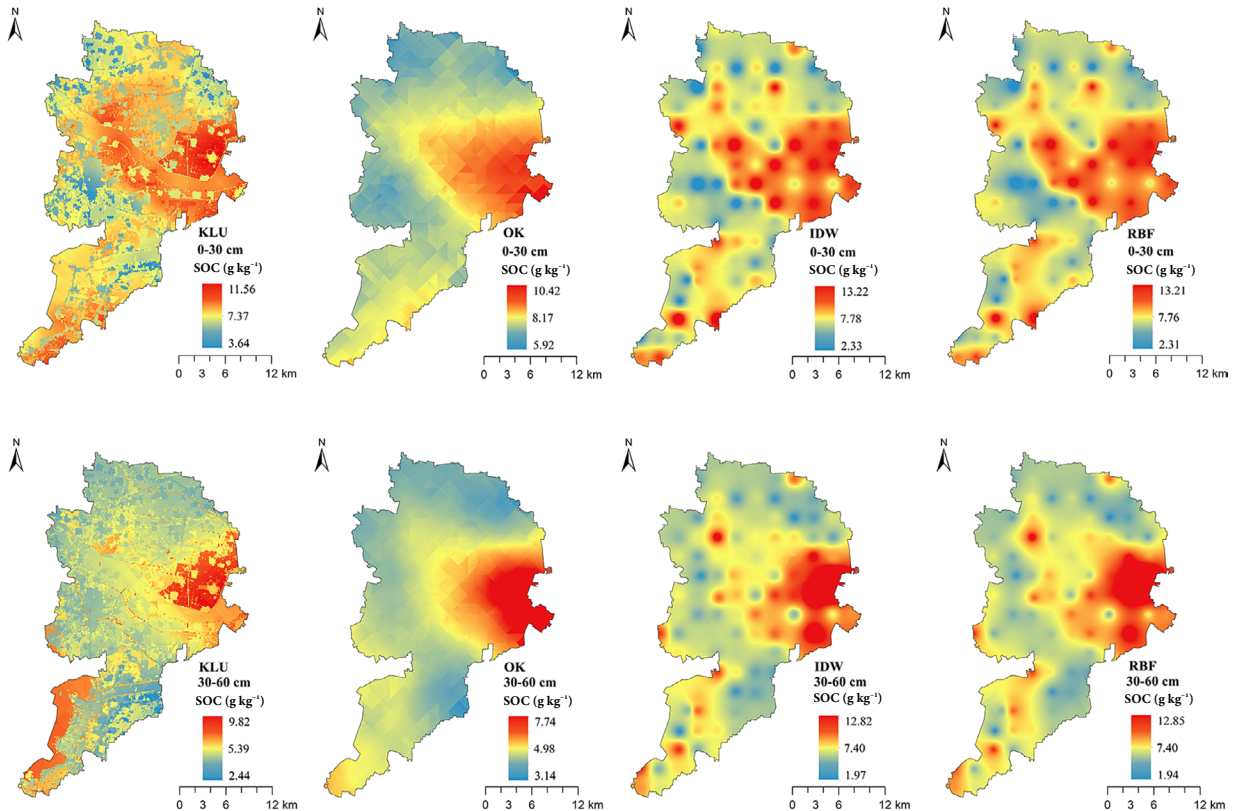 N
KLU
0-30 cm
SOC (g kg⁻¹)
11.56
7.37
3.64
0 3 6 12 km
N
OK
0-30 cm
SOC (g kg⁻¹)
10.42
8.17
5.92
0 3 6 12 km
N
IDW
0-30 cm
SOC (g kg⁻¹)
13.22
7.78
2.33
0 3 6 12 km
N
RBF
0-30 cm
SOC (g kg⁻¹)
13.21
7.76
2.31
0 3 6 12 km
N
KLU
30-60 cm
SOC (g kg⁻¹)
9.82
5.39
2.44
0 3 6 12 km
N
OK
30-60 cm
SOC (g kg⁻¹)
7.74
4.98
3.14
0 3 6 12 km
N
IDW
30-60 cm
SOC (g kg⁻¹)
12.82
7.40
1.97
0 3 6 12 km
N
RBF
30-60 cm
SOC (g kg⁻¹)
12.85
7.40
1.94
0 3 6 12 km